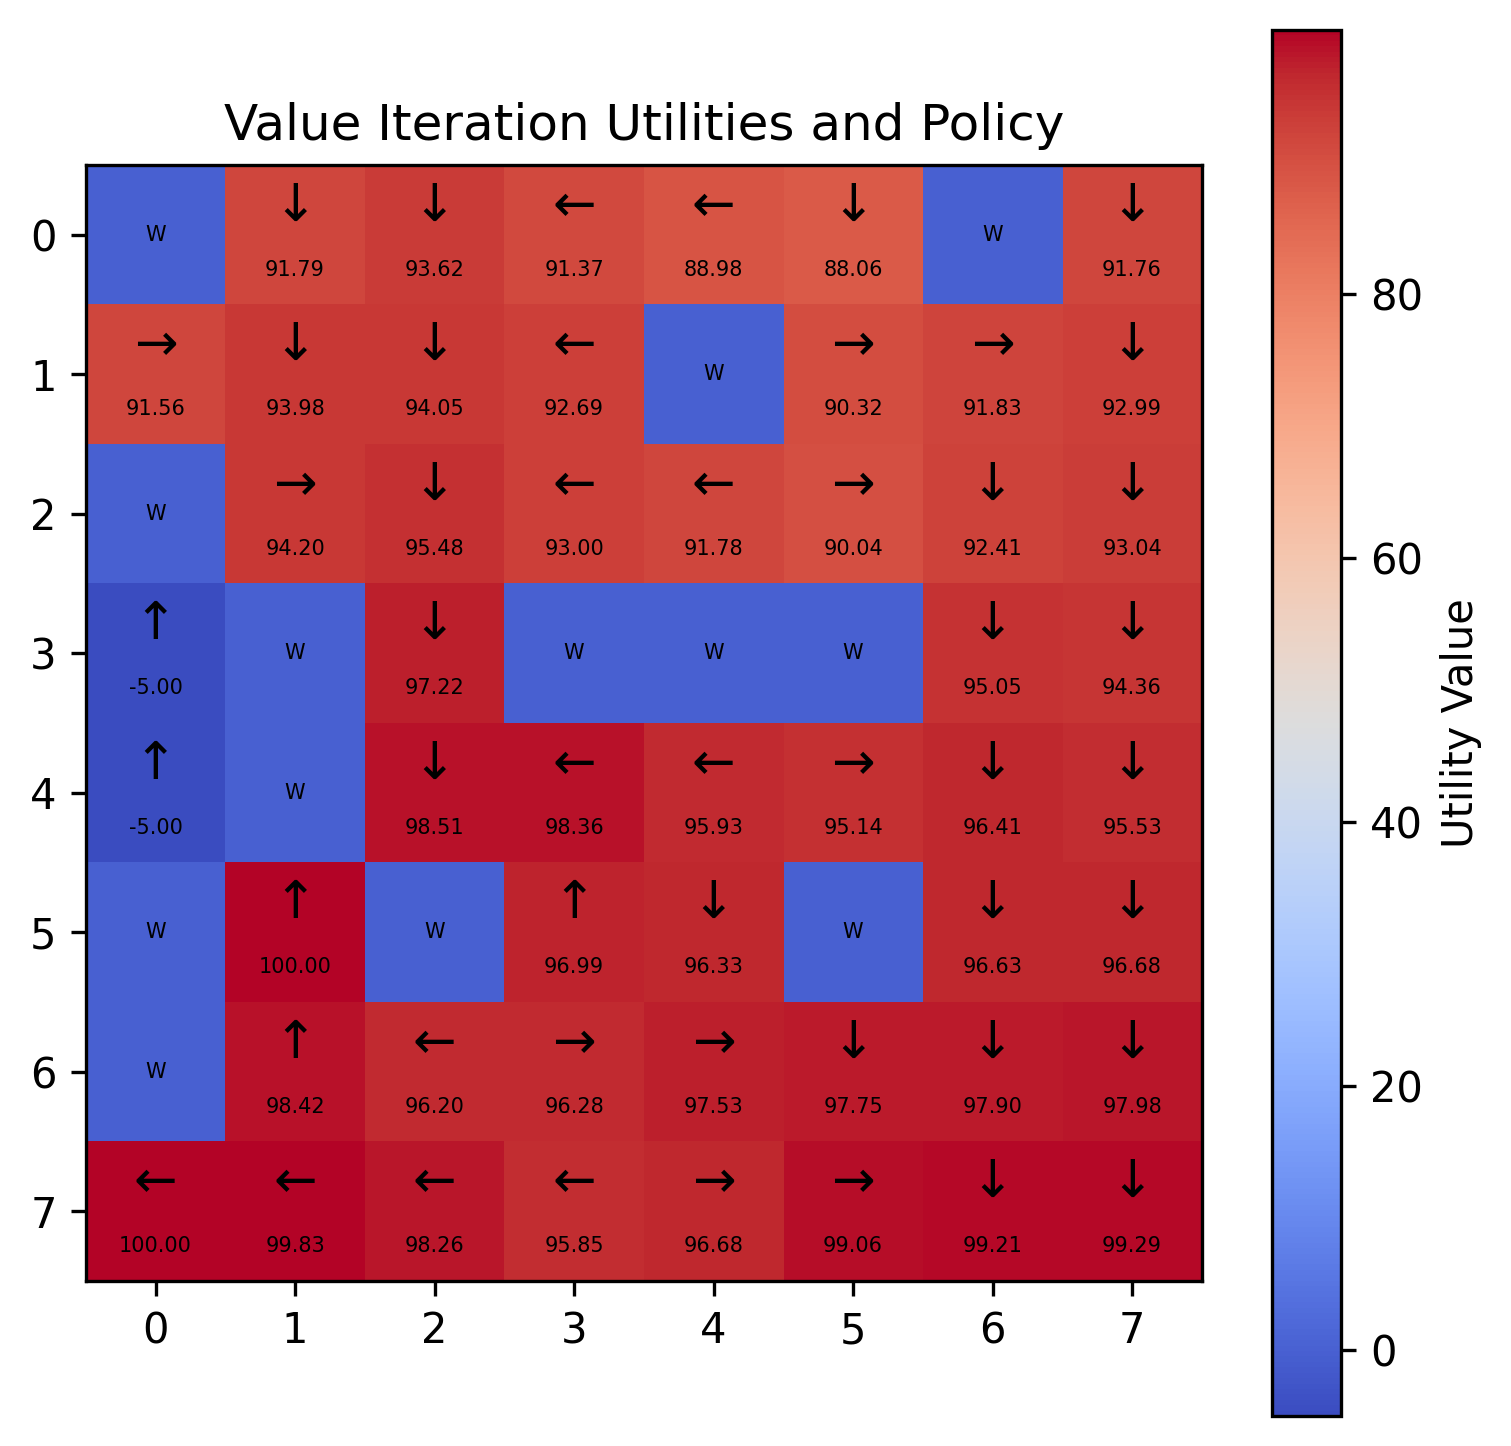 Value Iteration Utilities and Policy
0 W ↓ ↓ ← ← ↓ W ↓
91.79 93.62 91.37 88.98 88.06 91.76
1 → ↓ ↓ ← W → → ↓
91.56 93.98 94.05 92.69 90.32 91.83 92.99
2 W → ↓ ← ← → ↓ ↓
94.20 95.48 93.00 91.78 90.04 92.41 93.04
3 ↑ W ↓ W W W ↓ ↓
-5.00 97.22 95.05 94.36
4 ↑ W ↓ ← ← → ↓ ↓
-5.00 98.51 98.36 95.93 95.14 96.41 95.53
5 W ↑ W ↑ ↓ W ↓ ↓
100.00 96.99 96.33 96.63 96.68
6 W ↑ ← → → ↓ ↓ ↓
98.42 96.20 96.28 97.53 97.75 97.90 97.98
7 ← ← ← ← → → ↓ ↓
100.00 99.83 98.26 95.85 96.68 99.06 99.21 99.29
0 1 2 3 4 5 6 7
80
60
40
20
0
Utility Value